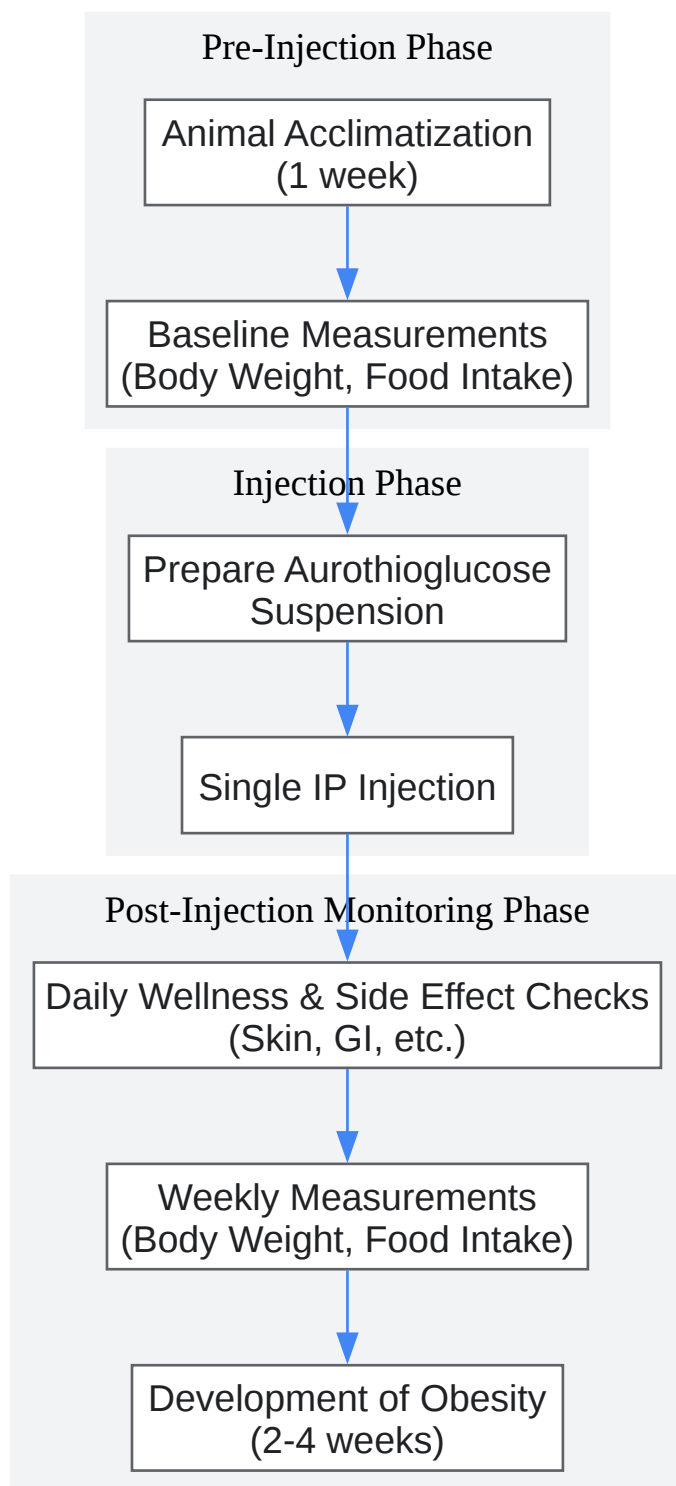 Pre-Injection Phase
Animal Acclimatization
(1 week)
Baseline Measurements
(Body Weight, Food Intake)
Injection Phase
Prepare Aurothioglucose
Suspension
Single IP Injection
Post-Injection Monitoring Phase
Daily Wellness & Side Effect Checks
(Skin, GI, etc.)
Weekly Measurements
(Body Weight, Food Intake)
Development of Obesity
(2-4 weeks)